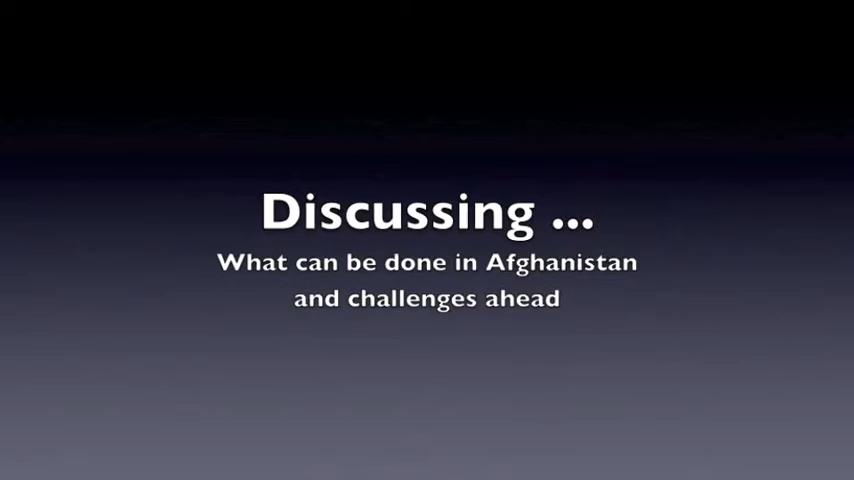 Discussing ...
What can be done in Afghanistan
and challenges ahead